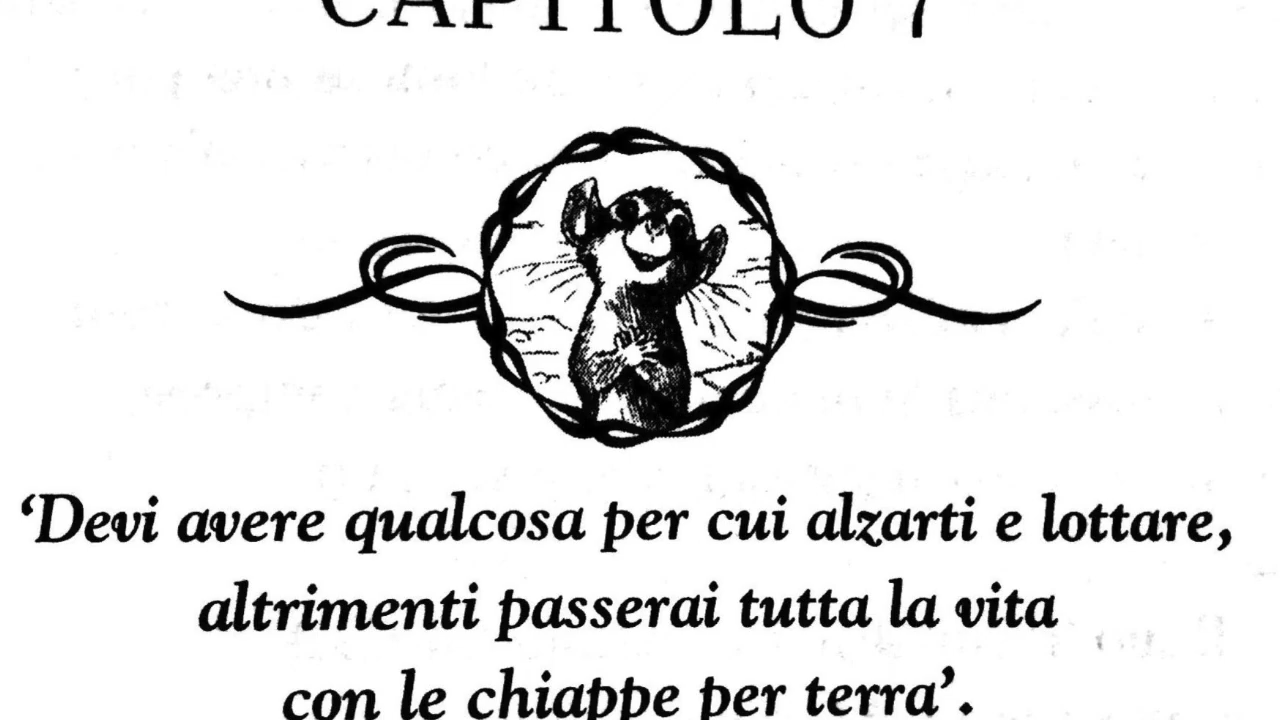 CAPITOLO 7
‘Devi avere qualcosa per cui alzarti e lottare,
altrimenti passerai tutta la vita
con le chiappe per terra’.